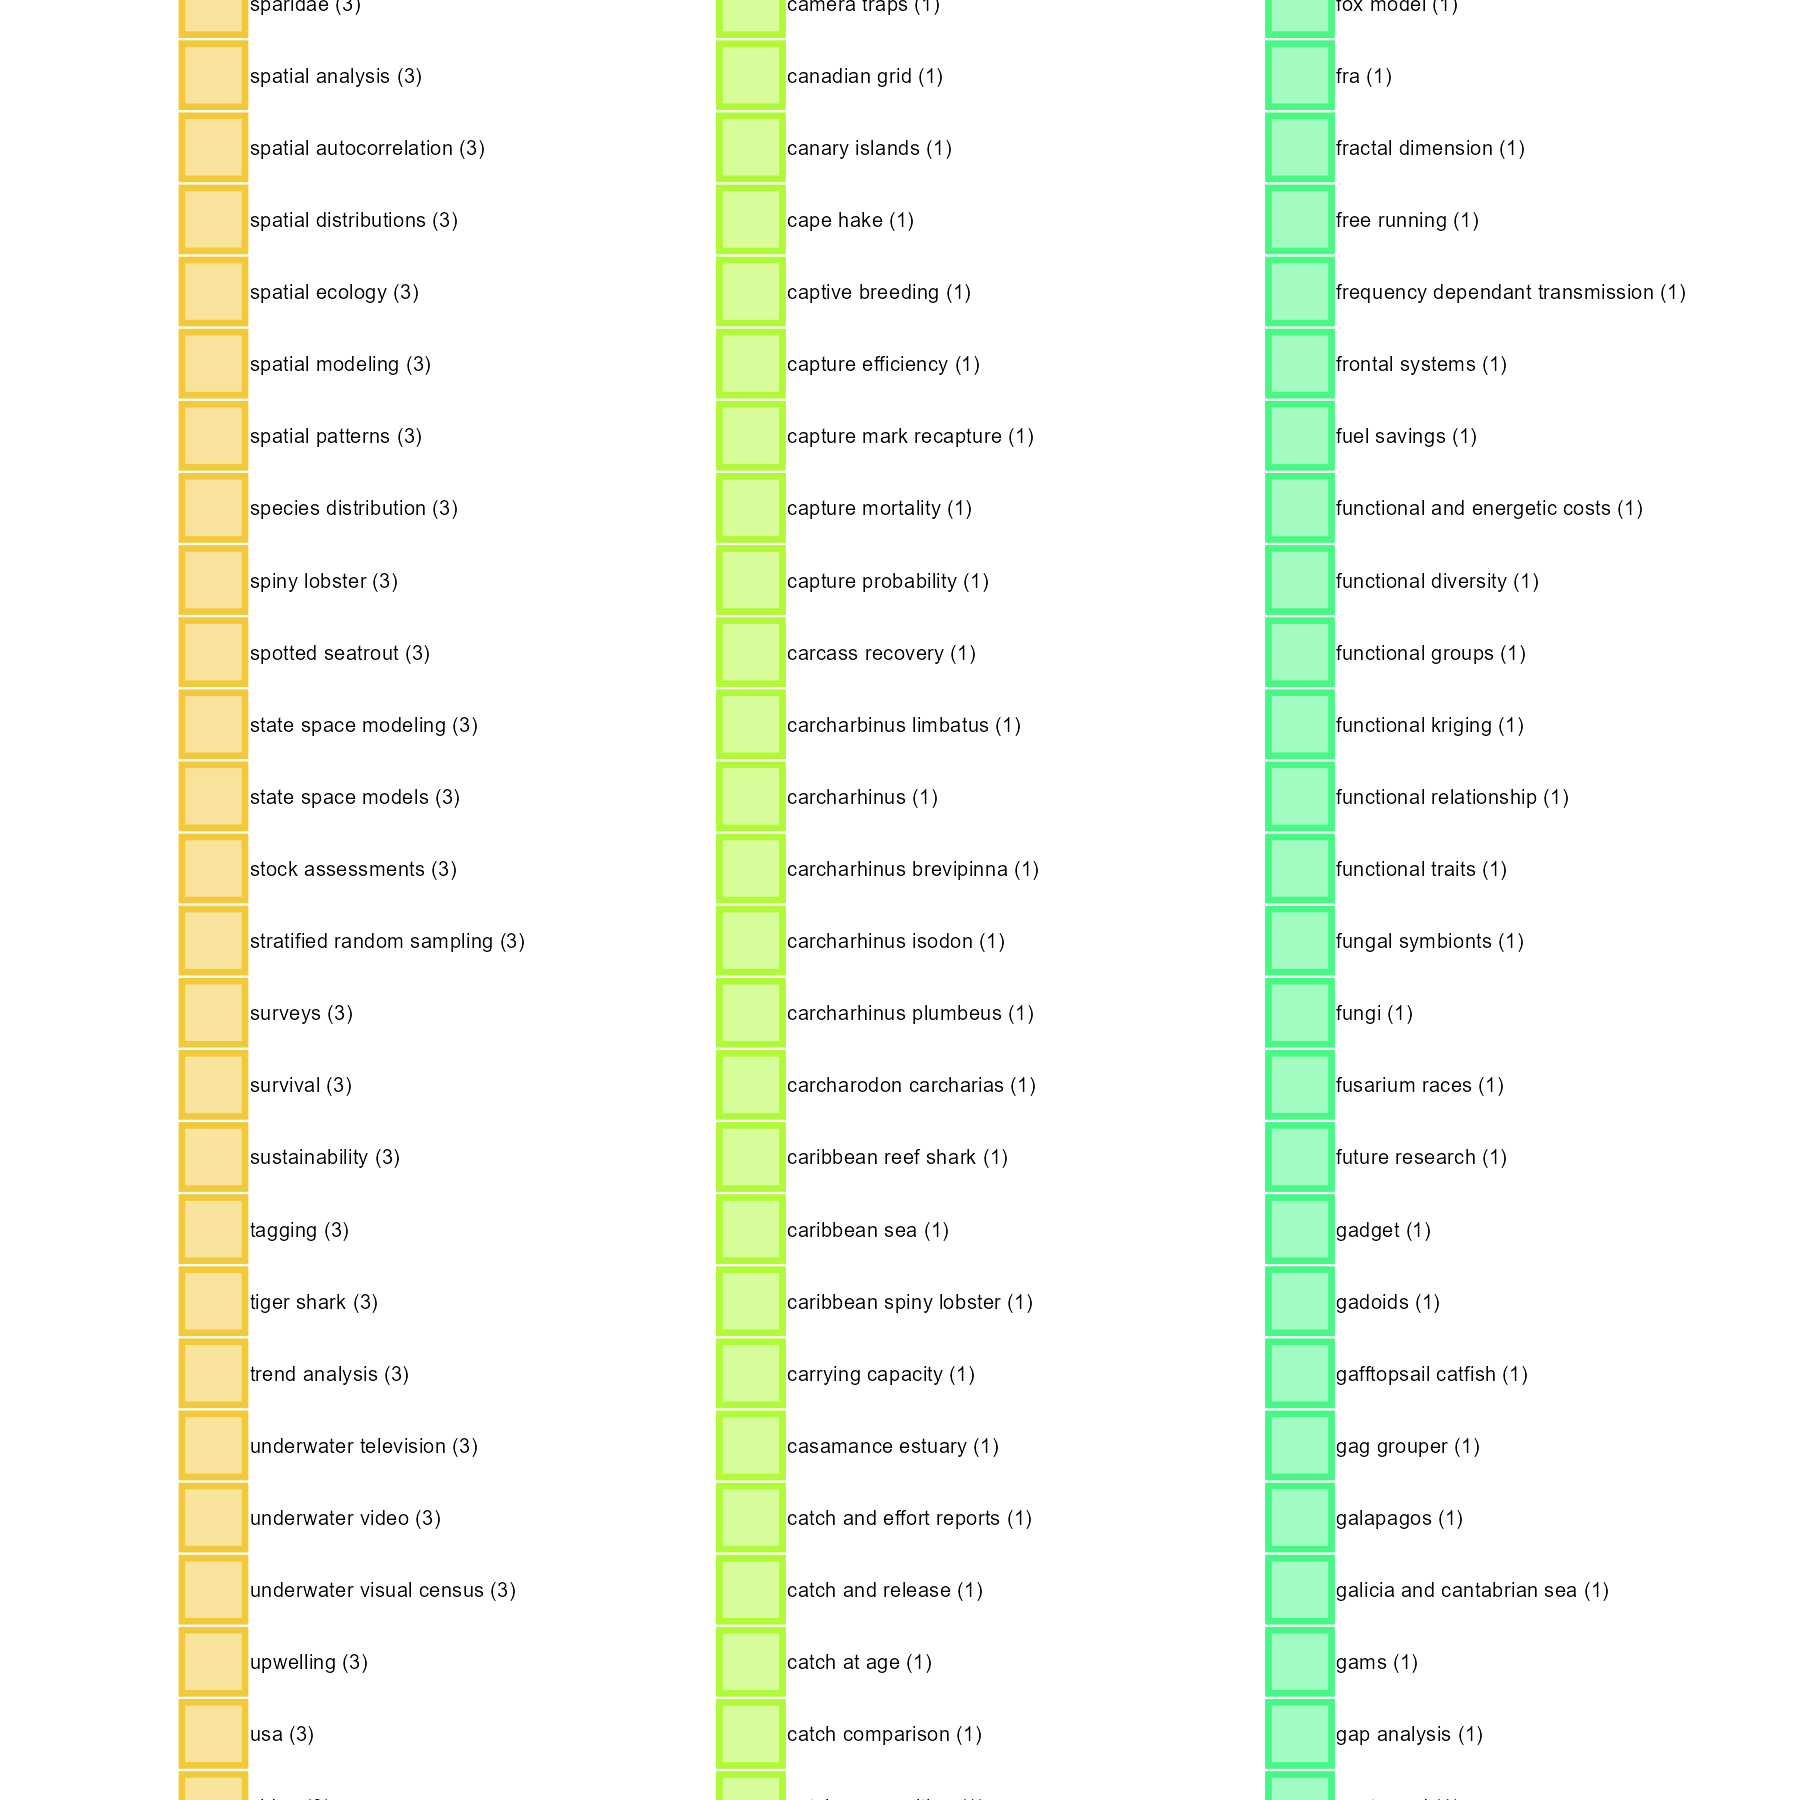 sparidae (3)
spatial analysis (3)
spatial autocorrelation (3)
spatial distributions (3)
spatial ecology (3)
spatial modeling (3)
spatial patterns (3)
species distribution (3)
spiny lobster (3)
spotted seatrout (3)
state space modeling (3)
state space models (3)
stock assessments (3)
stratified random sampling (3)
surveys (3)
survival (3)
sustainability (3)
tagging (3)
tiger shark (3)
trend analysis (3)
underwater television (3)
underwater video (3)
underwater visual census (3)
upwelling (3)
usa (3)
camera traps (1)
canadian grid (1)
canary islands (1)
cape hake (1)
captive breeding (1)
capture efficiency (1)
capture mark recapture (1)
capture mortality (1)
capture probability (1)
carcass recovery (1)
carcharbinus limbatus (1)
carcharhinus (1)
carcharhinus brevipinna (1)
carcharhinus isodon (1)
carcharhinus plumbeus (1)
carcharodon carcharias (1)
caribbean reef shark (1)
caribbean sea (1)
caribbean spiny lobster (1)
carrying capacity (1)
casamance estuary (1)
catch and effort reports (1)
catch and release (1)
catch at age (1)
catch comparison (1)
fox model (1)
fra (1)
fractal dimension (1)
free running (1)
frequency dependant transmission (1)
frontal systems (1)
fuel savings (1)
functional and energetic costs (1)
functional diversity (1)
functional groups (1)
functional kriging (1)
functional relationship (1)
functional traits (1)
fungal symbionts (1)
fungi (1)
fusarium races (1)
future research (1)
gadget (1)
gadoids (1)
gafftopsail catfish (1)
gag grouper (1)
galapagos (1)
galicia and cantabrian sea (1)
gams (1)
gap analysis (1)